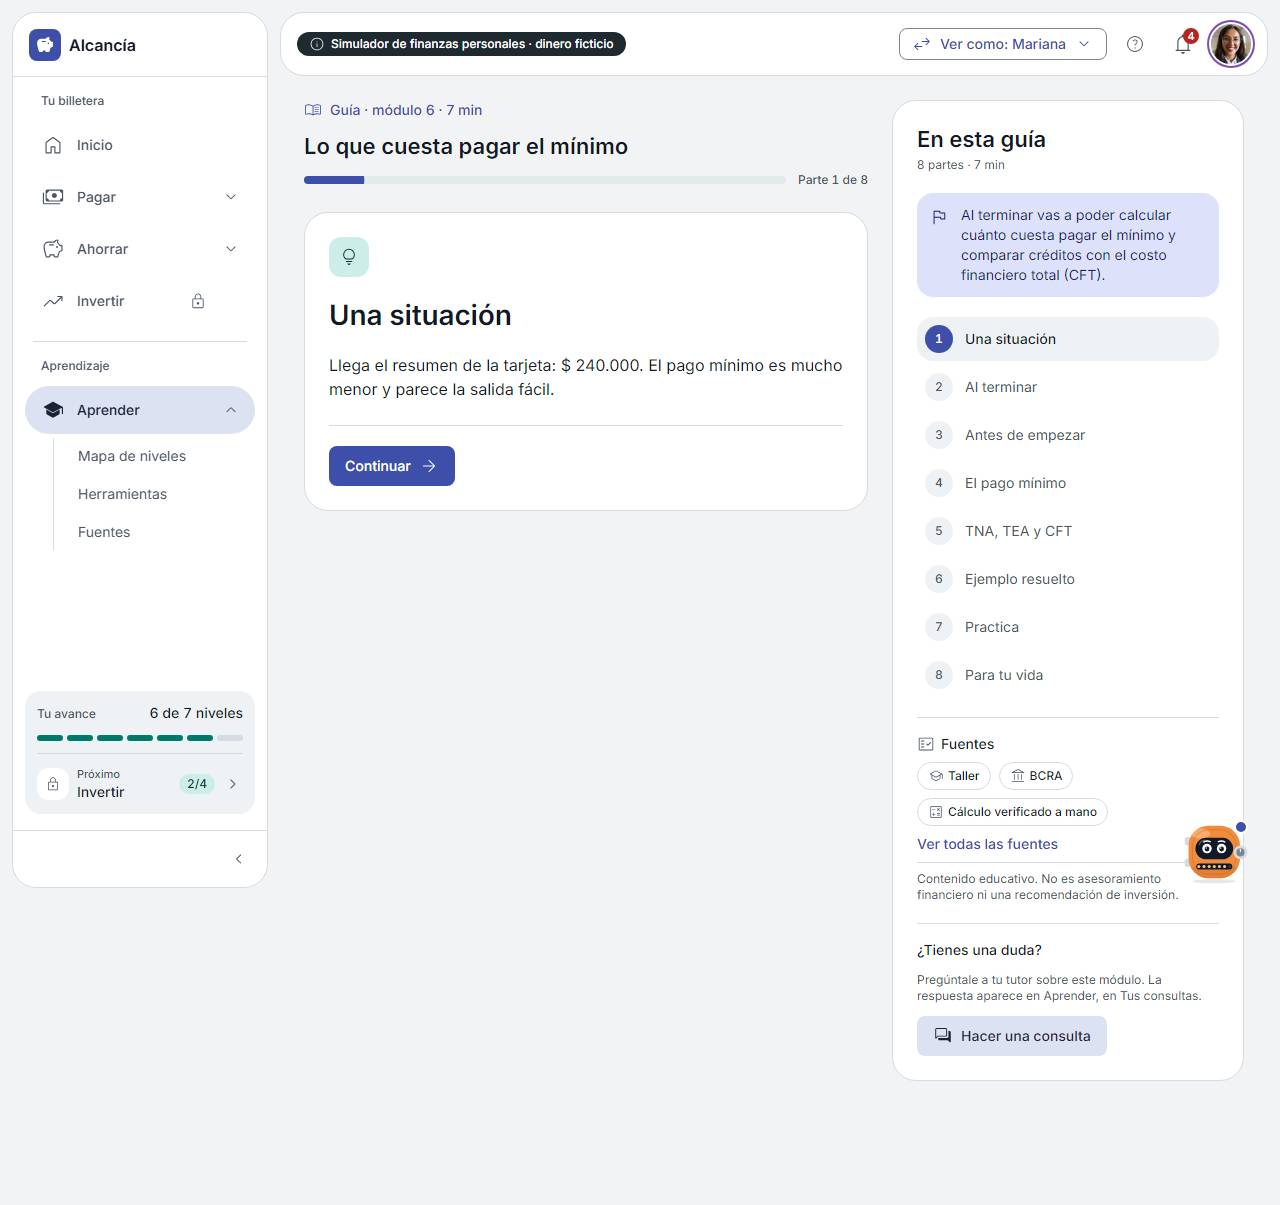 Alcancía
Tu billetera
Inicio
Pagar
Ahorrar
Invertir
Aprendizaje
Aprender
Mapa de niveles
Herramientas
Fuentes
Tu avance
6 de 7 niveles
Próximo
Invertir
2/4
Simulador de finanzas personales · dinero ficticio
Ver como: Mariana
4
Guía · módulo 6 · 7 min
Lo que cuesta pagar el mínimo
Parte 1 de 8
Una situación
Llega el resumen de la tarjeta: $ 240.000. El pago mínimo es mucho
menor y parece la salida fácil.
Continuar
En esta guía
8 partes · 7 min
Al terminar vas a poder calcular
cuánto cuesta pagar el mínimo y
comparar créditos con el costo
financiero total (CFT).
1 Una situación
2 Al terminar
3 Antes de empezar
4 El pago mínimo
5 TNA, TEA y CFT
6 Ejemplo resuelto
7 Practica
8 Para tu vida
Fuentes
Taller
BCRA
Cálculo verificado a mano
Ver todas las fuentes
Contenido educativo. No es asesoramiento
financiero ni una recomendación de inversión.
¿Tienes una duda?
Pregúntale a tu tutor sobre este módulo. La
respuesta aparece en Aprender, en Tus consultas.
Hacer una consulta